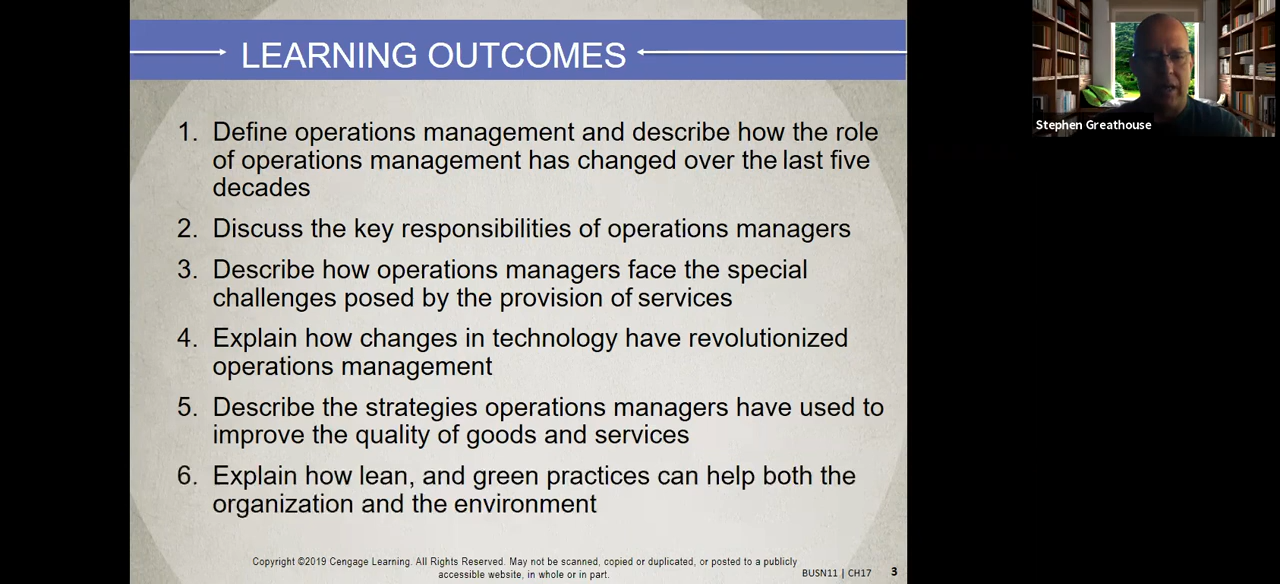 LEARNING OUTCOMES
Stephen Greathouse
1. Define operations management and describe how the role
of operations management has changed over the last five
decades
2. Discuss the key responsibilities of operations managers
3. Describe how operations managers face the special
challenges posed by the provision of services
4. Explain how changes in technology have revolutionized
operations management
5. Describe the strategies operations managers have used to
improve the quality of goods and services
6. Explain how lean, and green practices can help both the
organization and the environment
Copyright ©2019 Cengage Learning. All Rights Reserved. May not be scanned, copied or duplicated, or posted to a publicly
accessible website, in whole or in part.
BUSN11 | CH17 3